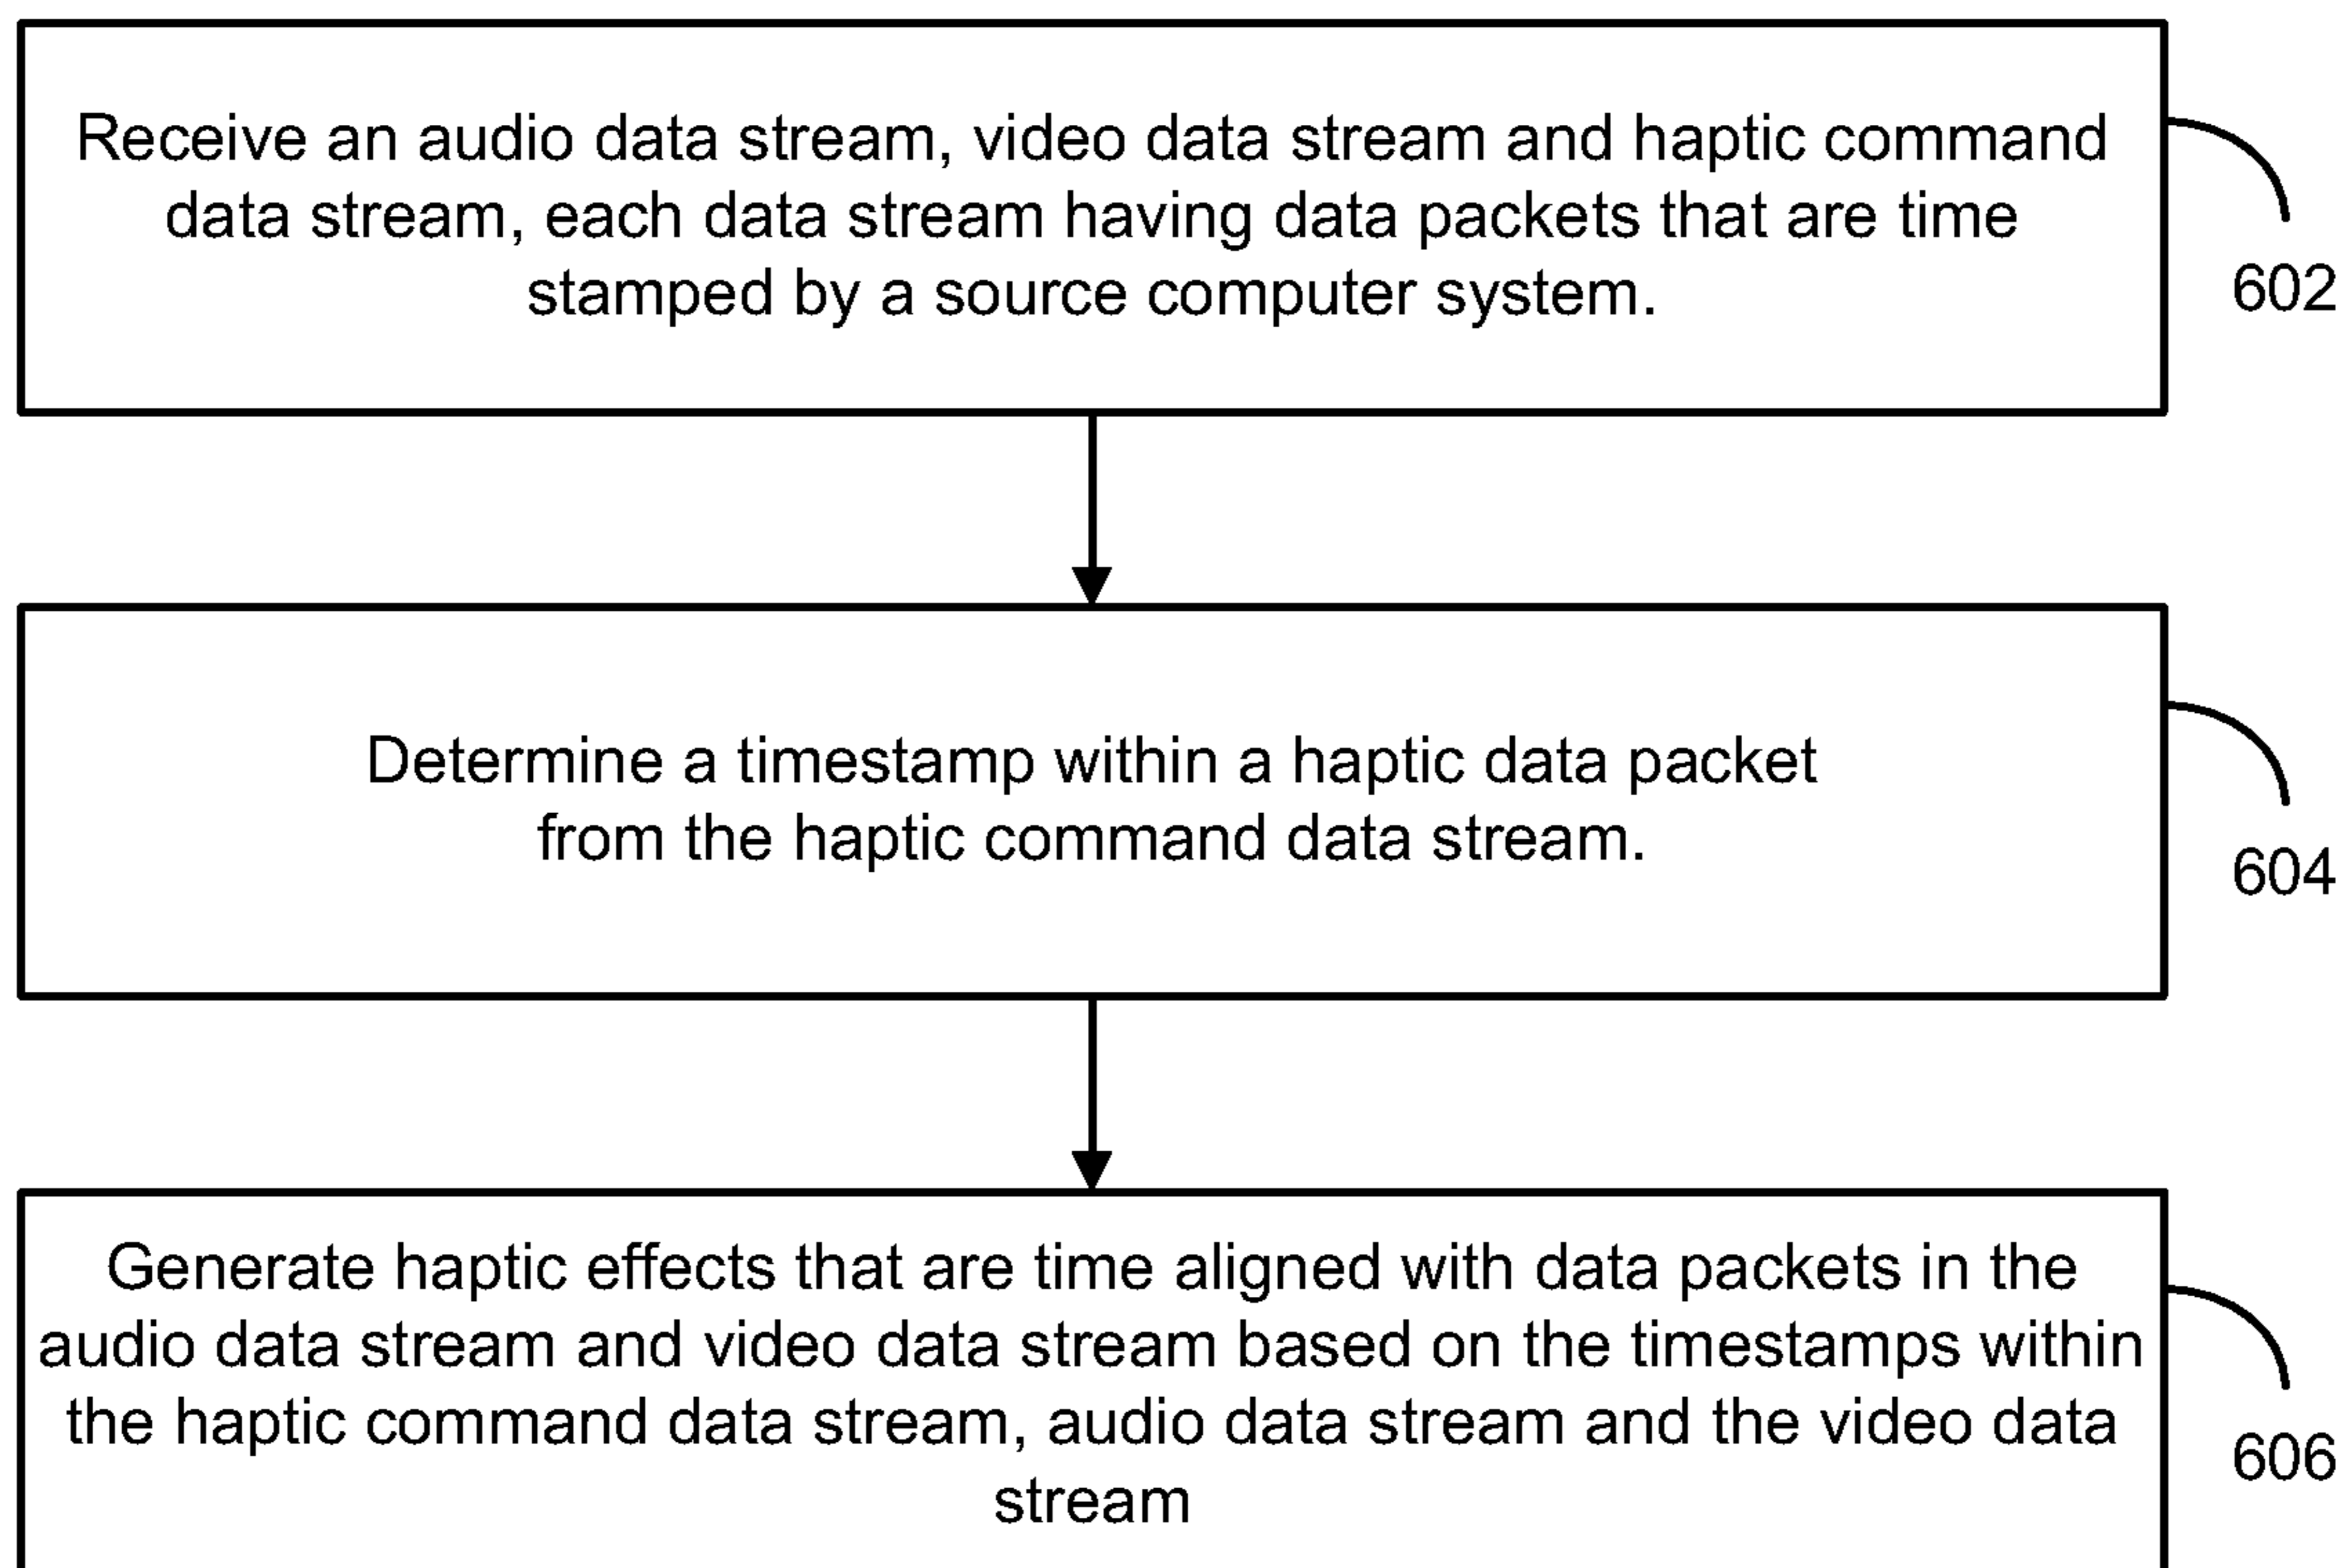 Receive an audio data stream, video data stream and haptic command
data stream, each data stream having data packets that are time
stamped by a source computer system.
602
Determine a timestamp within a haptic data packet
from the haptic command data stream.
604
Generate haptic effects that are time aligned with data packets in the
audio data stream and video data stream based on the timestamps within
the haptic command data stream, audio data stream and the video data
stream
606